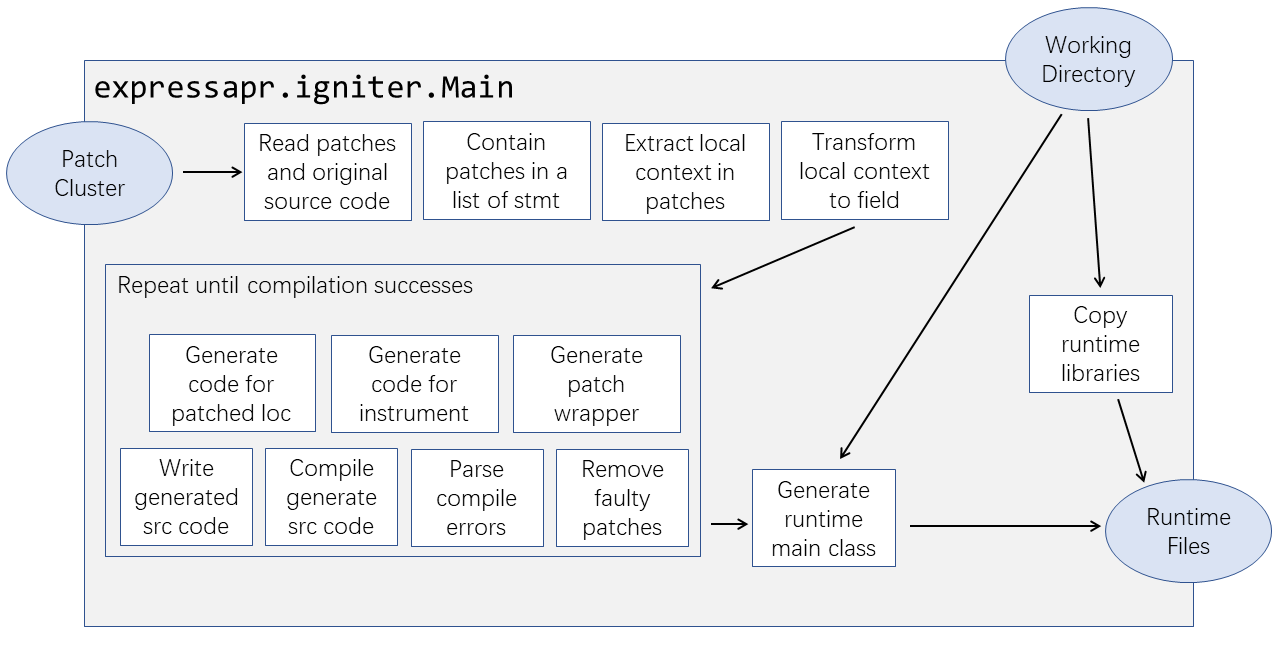 Working
Directory
expressapr.igniter.Main
Patch
Cluster
Read patches
and original
source code
Contain
patches in a
list of stmt
Extract local
context in
patches
Transform
local context
to field
Repeat until compilation successes
Generate
code for
patched loc
Generate
code for
instrument
Generate
patch
wrapper
Write
generated
src code
Compile
generate
src code
Parse
compile
errors
Remove
faulty
patches
Copy
runtime
libraries
Generate
runtime
main class
Runtime
Files